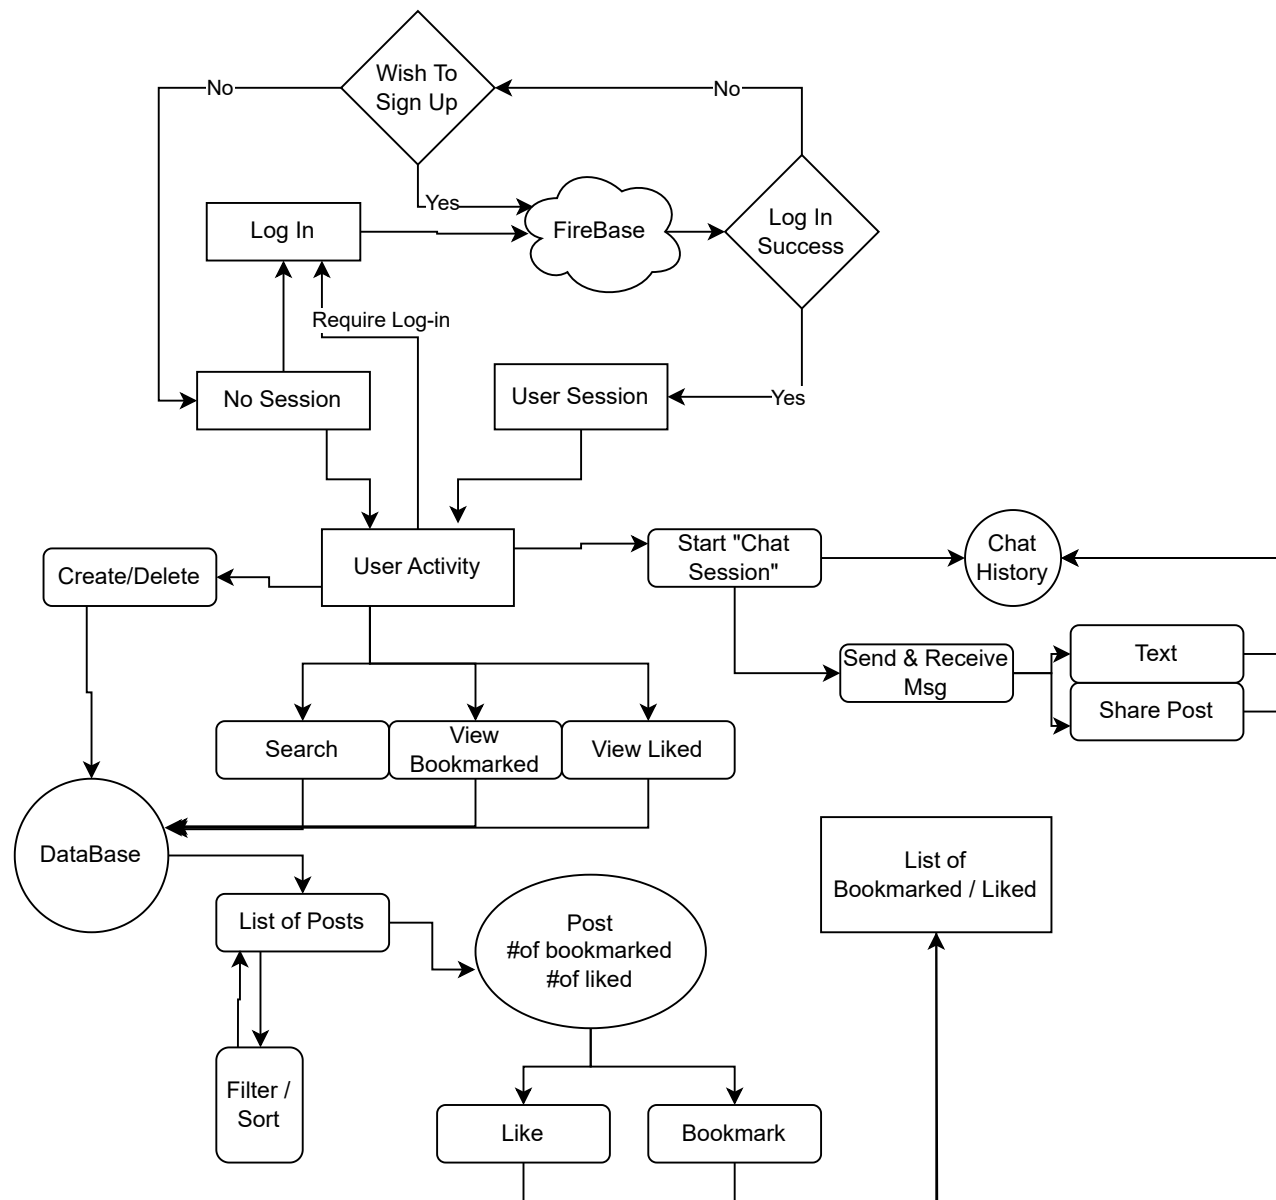 Wish To
Sign Up
No
No
Yes
Log In
FireBase
Log In
Success
Require Log-in
No Session
User Session
Yes
User Activity
Create/Delete
Start "Chat
Session"
Chat
History
Send & Receive
Msg
Text
Share Post
Search
View
Bookmarked
View Liked
DataBase
List of
Bookmarked / Liked
List of Posts
Post
#of bookmarked
#of liked
Filter /
Sort
Like
Bookmark